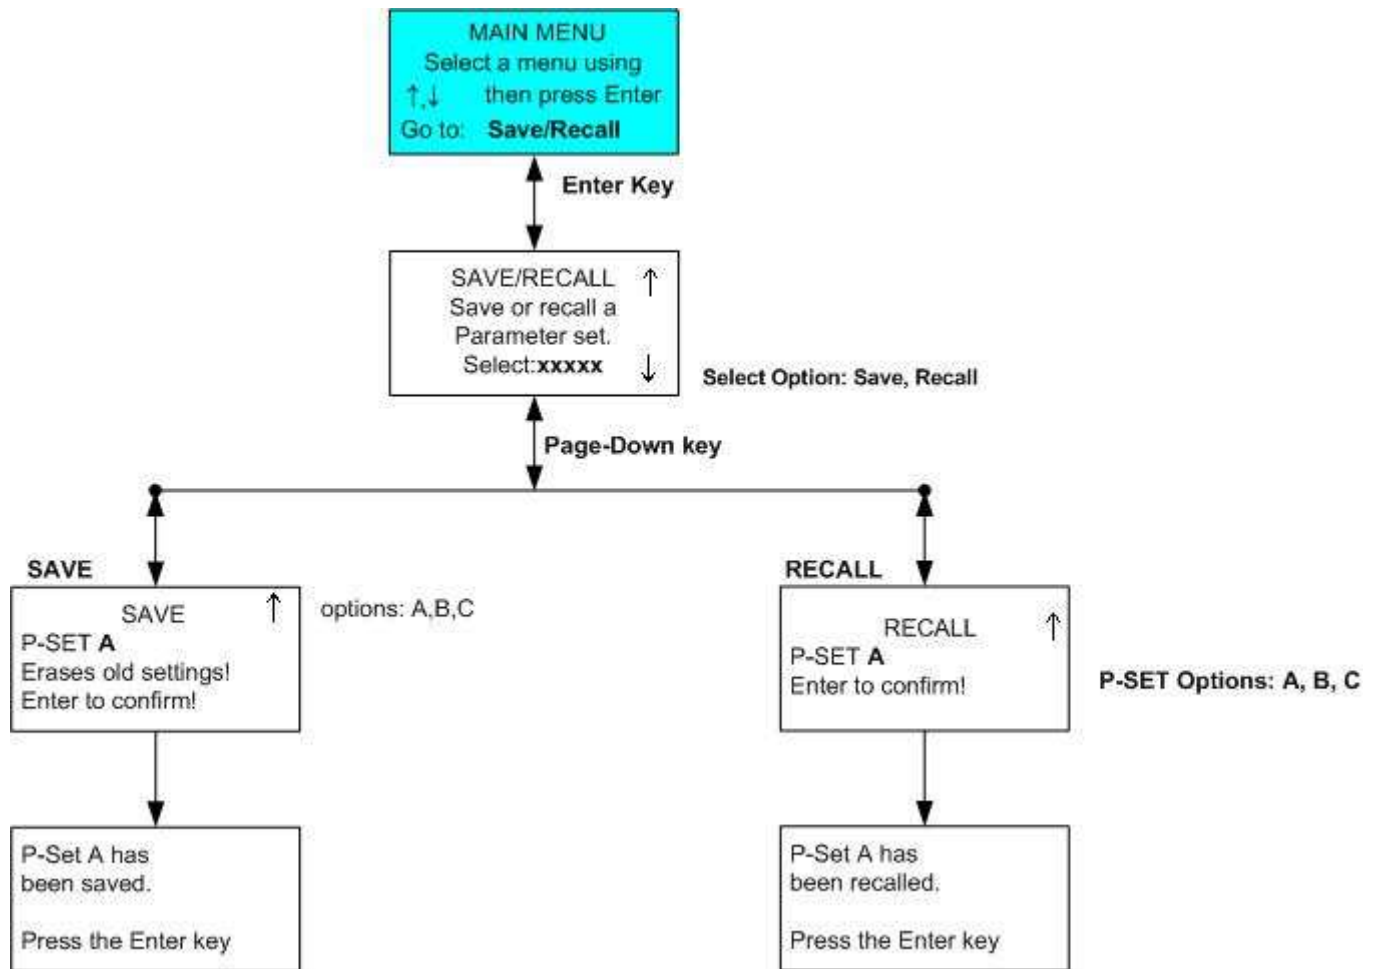 MAIN MENU
Select a menu using
↑,↓ then press Enter
Go to: Save/Recall
Enter Key
SAVE/RECALL ↑
Save or recall a
Parameter set.
Select:xxxxx ↓
Select Option: Save, Recall
Page-Down key
SAVE
SAVE ↑
options: A,B,C
P-SET A
Erases old settings!
Enter to confirm!
RECALL
RECALL ↑
P-SET A
Enter to confirm!
P-SET Options: A, B, C
P-Set A has
been saved.
Press the Enter key
P-Set A has
been recalled.
Press the Enter key